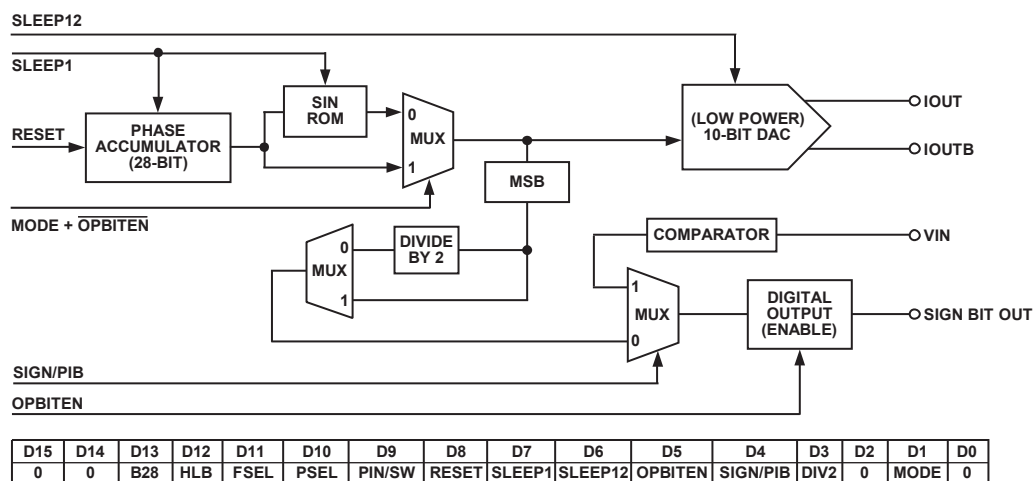 SLEEP12
SLEEP1
RESET
PHASE
ACCUMULATOR
(28-BIT)
SIN
ROM
0
MUX
1
(LOW POWER)
10-BIT DAC
IOUT
IOUTB
MSB
MODE + OPBITEN
MUX
0
1
DIVIDE
BY 2
COMPARATOR
VIN
1
MUX
0
DIGITAL
OUTPUT
(ENABLE)
SIGN BIT OUT
SIGN/PIB
OPBITEN
D15 D14 D13 D12 D11 D10 D9 D8 D7 D6 D5 D4 D3 D2 D1 D0
0 0 B28 HLB FSEL PSEL PIN/SW RESET SLEEP1 SLEEP12 OPBITEN SIGN/PIB DIV2 0 MODE 0